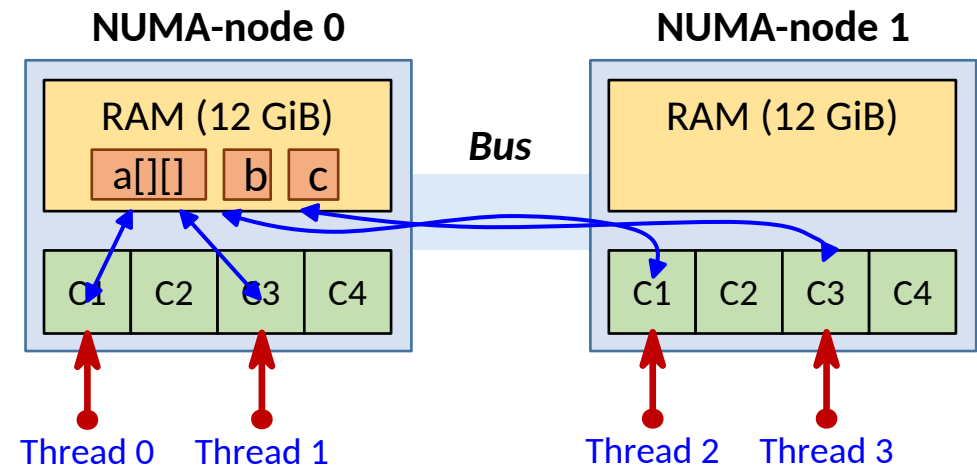 NUMA-node 0
NUMA-node 1
RAM (12 GiB)
a[][]
b
c
Bus
RAM (12 GiB)
C1
C2
C3
C4
C1
C2
C3
C4
Thread 0
Thread 1
Thread 2
Thread 3